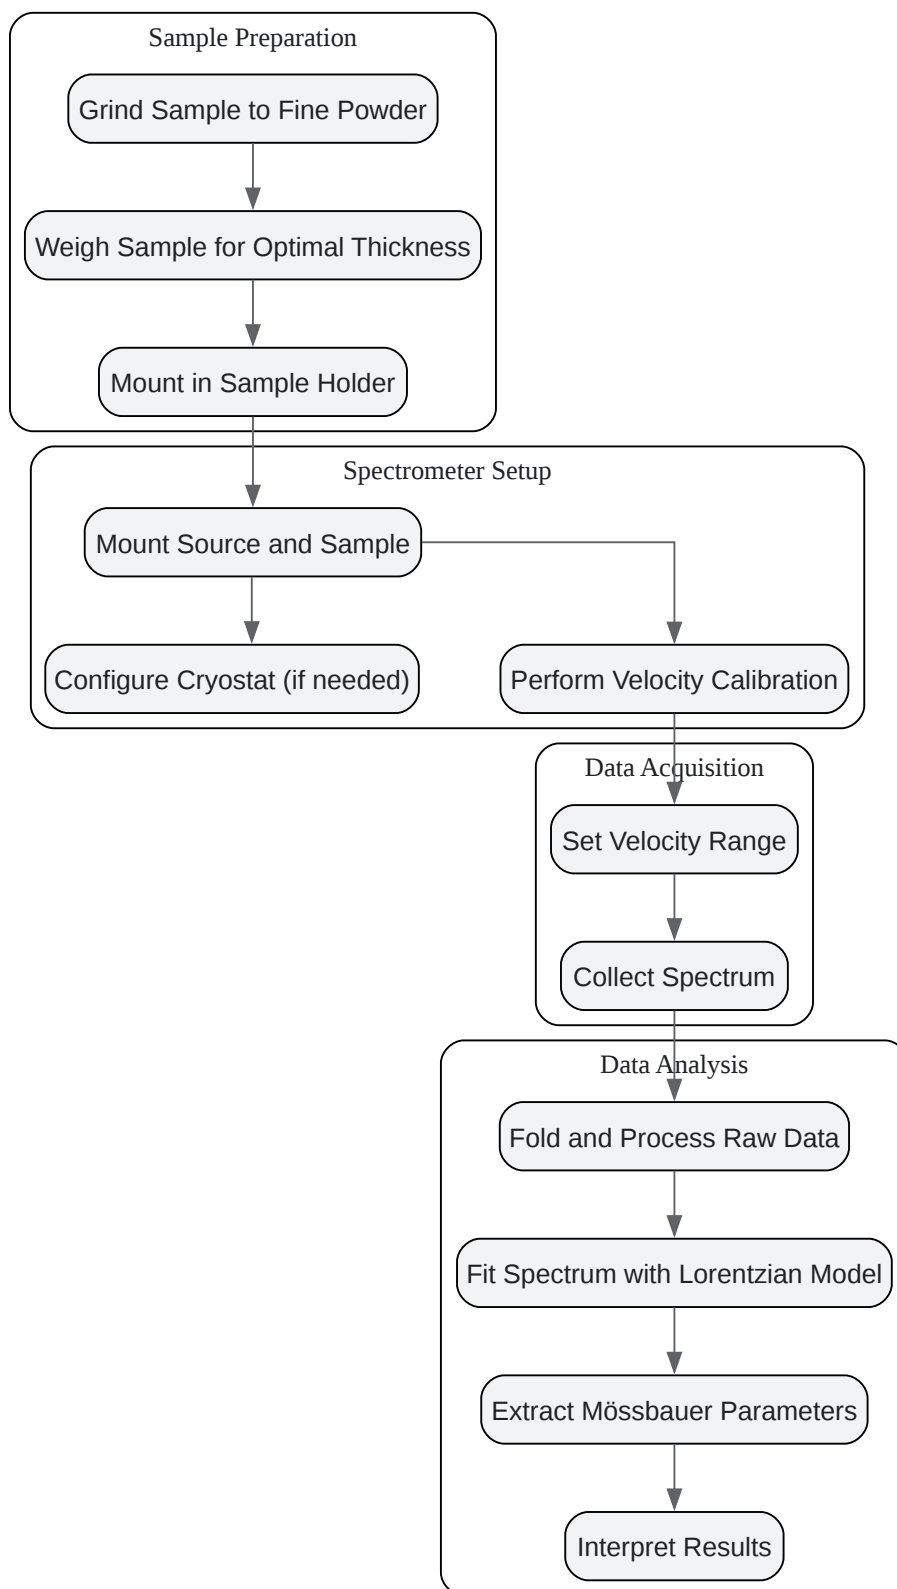 Sample Preparation
Grind Sample to Fine Powder
Weigh Sample for Optimal Thickness
Mount in Sample Holder
Spectrometer Setup
Mount Source and Sample
Configure Cryostat (if needed)
Perform Velocity Calibration
Data Acquisition
Set Velocity Range
Collect Spectrum
Data Analysis
Fold and Process Raw Data
Fit Spectrum with Lorentzian Model
Extract Mössbauer Parameters
Interpret Results